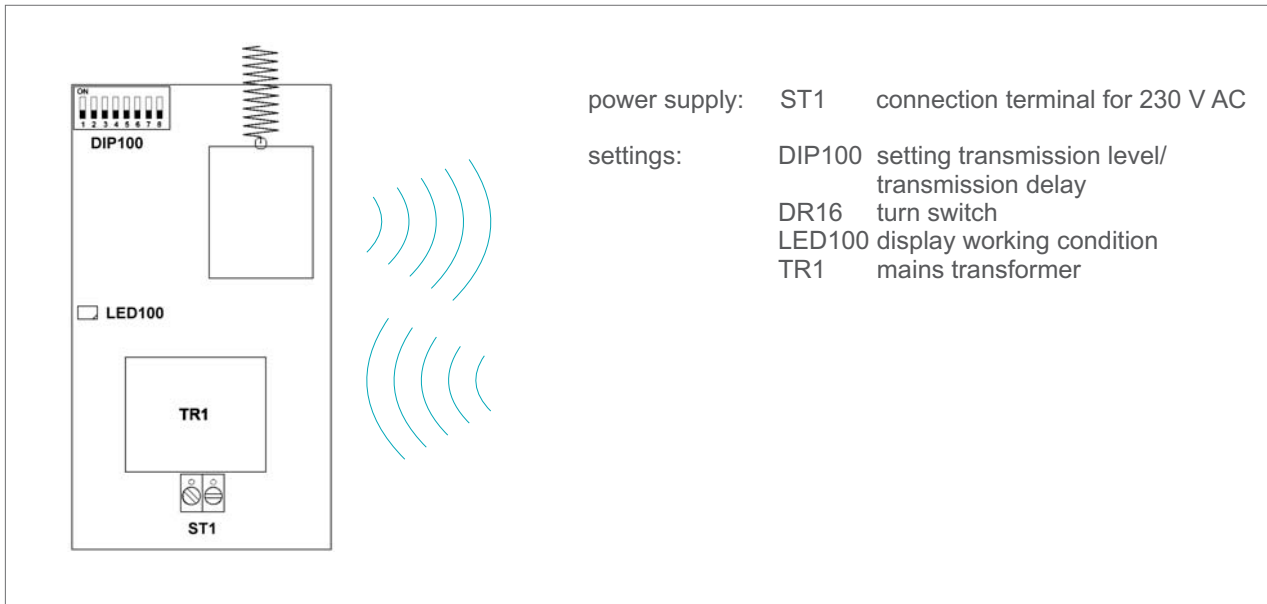 ON
1 2 3 4 5 6 7 8
DIP100
LED100
TR1
ST1
power supply: ST1 connection terminal for 230 V AC
settings: DIP100 setting transmission level/
transmission delay
DR16 turn switch
LED100 display working condition
TR1 mains transformer